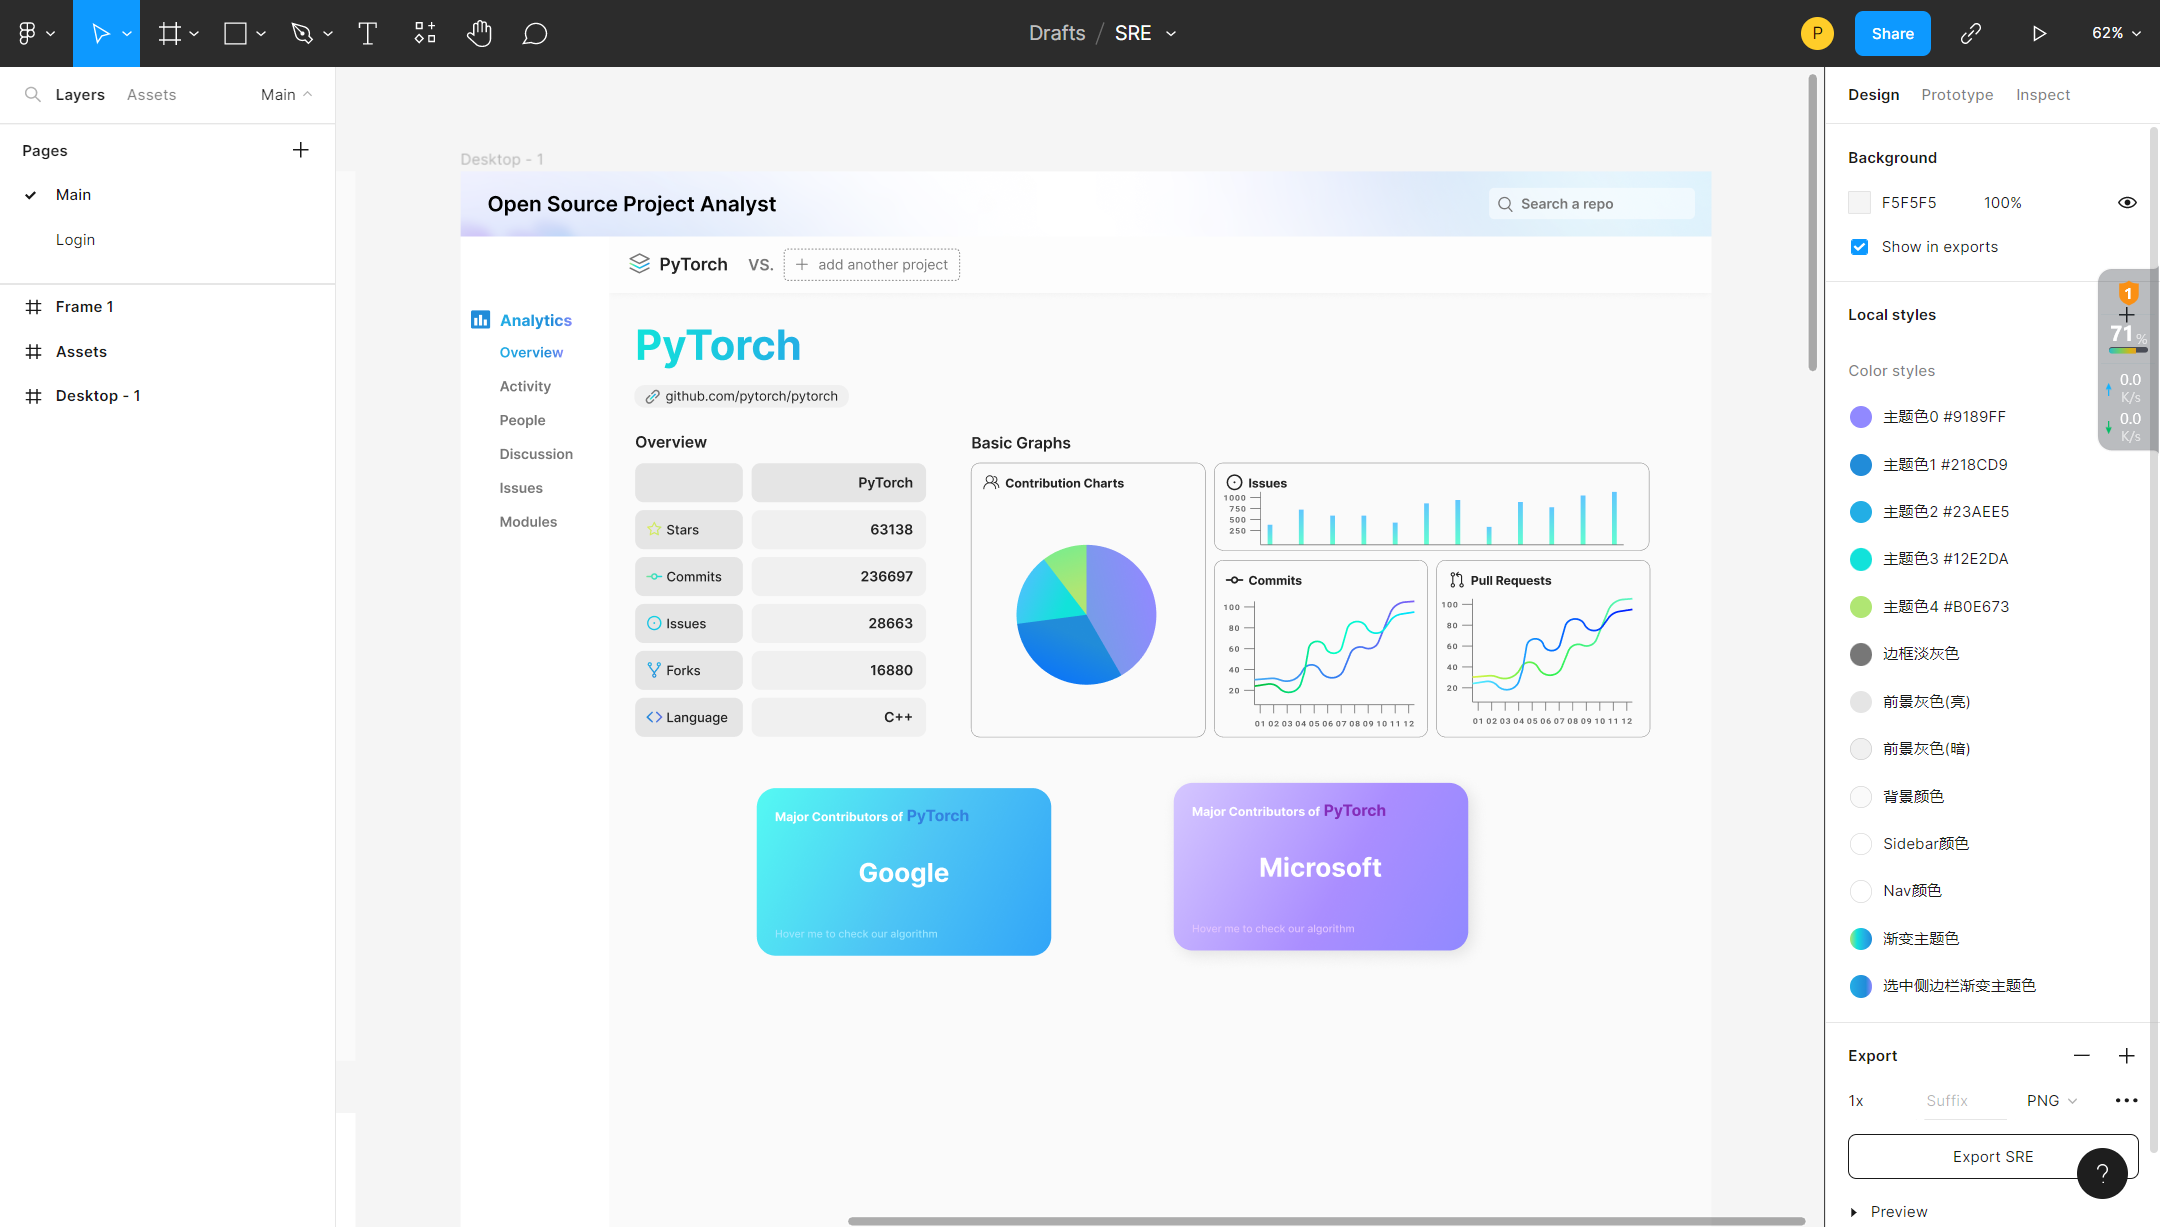 Drafts / SRE
P
Share
62%
Layers
Assets
Main
Pages
Main
Login
Frame 1
Assets
Desktop - 1
Desktop - 1
Open Source Project Analyst
Search a repo
PyTorch VS. + add another project
Analytics
Overview
Activity
People
Discussion
Issues
Modules
PyTorch
github.com/pytorch/pytorch
Overview
PyTorch
Stars 63138
Commits 236697
Issues 28663
Forks 16880
Language C++
Basic Graphs
Contribution Charts
Issues
1000
750
500
250
Commits
100
80
60
40
20
01 02 03 04 05 06 07 08 09 10 11 12
Pull Requests
100
80
60
40
20
01 02 03 04 05 06 07 08 09 10 11 12
Major Contributors of PyTorch
Google
Hover me to check our algorithm
Major Contributors of PyTorch
Microsoft
Hover me to check our algorithm
Design
Prototype
Inspect
Background
F5F5F5 100%
Show in exports
Local styles
Color styles
主题色0 #9189FF
主题色1 #218CD9
主题色2 #23AEE5
主题色3 #12E2DA
主题色4 #B0E673
边框淡灰色
前景灰色(亮)
前景灰色(暗)
背景颜色
Sidebar颜色
Nav颜色
渐变主题色
选中侧边栏渐变主题色
1
71%
0.0
K/s
0.0
K/s
Export
1x Suffix PNG
Export SRE
?
Preview